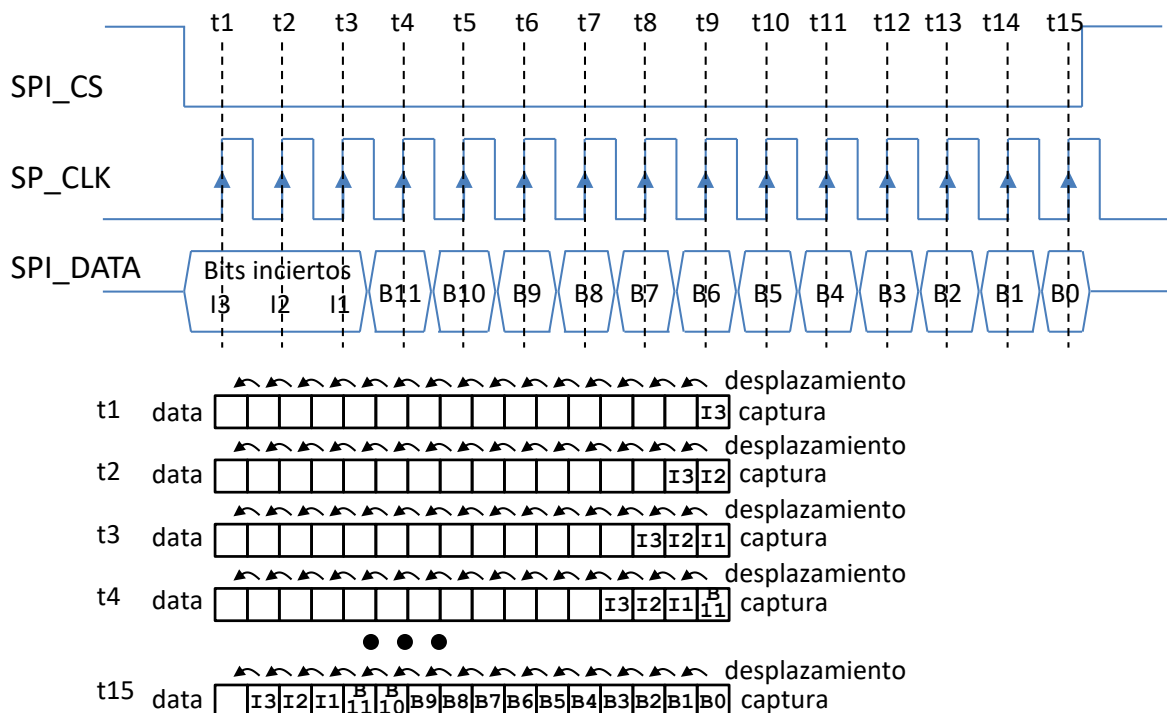 t1 t2 t3 t4 t5 t6 t7 t8 t9 t10 t11 t12 t13 t14 t15
SPI_CS
SP_CLK
SPI_DATA
Bits inciertos
I3 I2 I1 B11 B10 B9 B8 B7 B6 B5 B4 B3 B2 B1 B0
desplazamiento
t1 data I3 captura
desplazamiento
t2 data I3 I2 captura
desplazamiento
t3 data I3 I2 I1 captura
desplazamiento
t4 data I3 I2 I1 B11 captura
desplazamiento
t15 data I3 I2 I1 B11 B10 B9 B8 B7 B6 B5 B4 B3 B2 B1 B0 captura